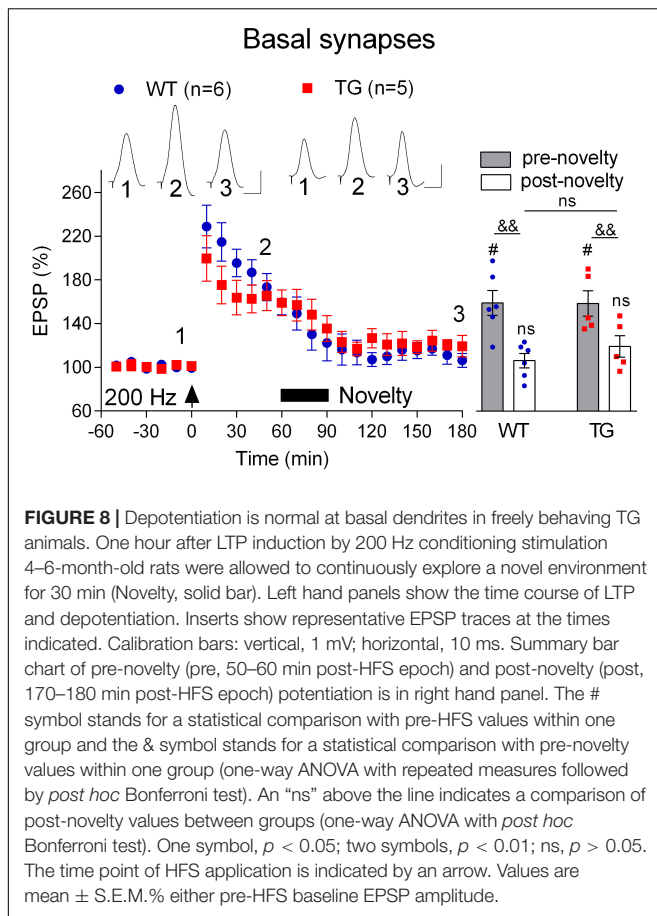 Basal synapses
WT (n=6) TG (n=5)
1 2 3 1 2 3
pre-novelty
post-novelty
ns
&& &&
# #
ns ns
EPSP (%)
260
220
180
140
100
60
1
2
3
200 Hz
Novelty
-60 -30 0 30 60 90 120 150 180
Time (min)
WT TG
FIGURE 8 | Depotentiation is normal at basal dendrites in freely behaving TG
animals. One hour after LTP induction by 200 Hz conditioning stimulation
4–6-month-old rats were allowed to continuously explore a novel environment
for 30 min (Novelty, solid bar). Left hand panels show the time course of LTP
and depotentiation. Inserts show representative EPSP traces at the times
indicated. Calibration bars: vertical, 1 mV; horizontal, 10 ms. Summary bar
chart of pre-novelty (pre, 50–60 min post-HFS epoch) and post-novelty (post,
170–180 min post-HFS epoch) potentiation is in right hand panel. The #
symbol stands for a statistical comparison with pre-HFS values within one
group and the & symbol stands for a statistical comparison with pre-novelty
values within one group (one-way ANOVA with repeated measures followed
by post hoc Bonferroni test). An “ns” above the line indicates a comparison of
post-novelty values between groups (one-way ANOVA with post hoc
Bonferroni test). One symbol, p < 0.05; two symbols, p < 0.01; ns, p > 0.05.
The time point of HFS application is indicated by an arrow. Values are
mean ± S.E.M.% either pre-HFS baseline EPSP amplitude.